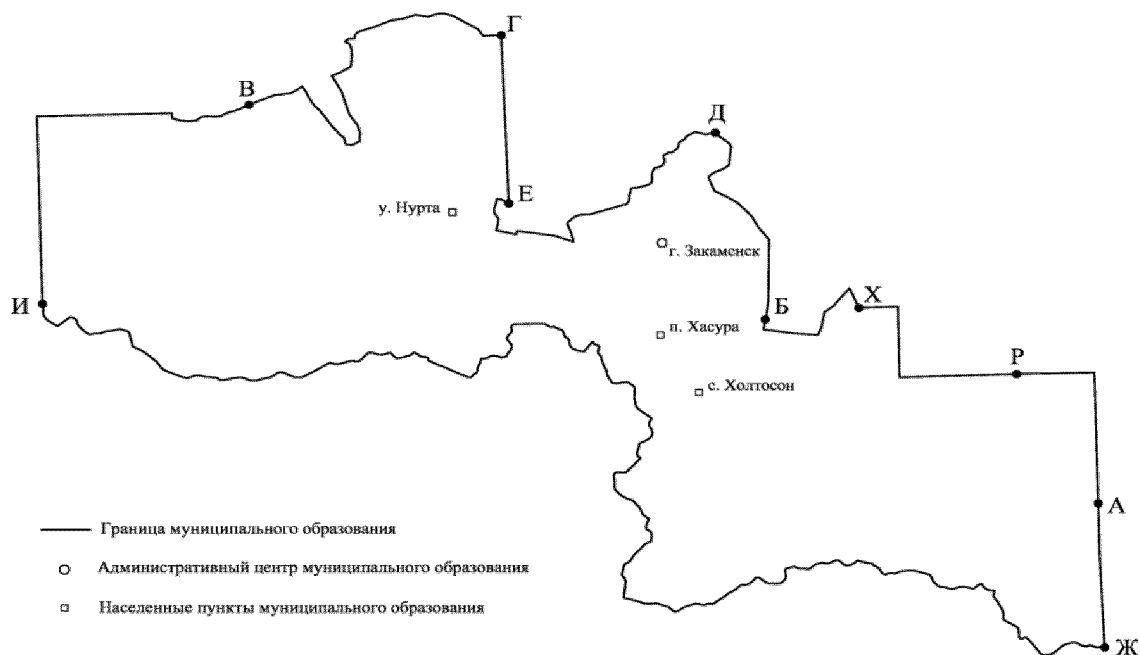 Г
В
Д
Е
у. Нурта
г. Закаменск
И
Б
Х
п. Хасура
Р
с. Холтосон
А
Граница муниципального образования
Административный центр муниципального образования
Населенные пункты муниципального образования
Ж